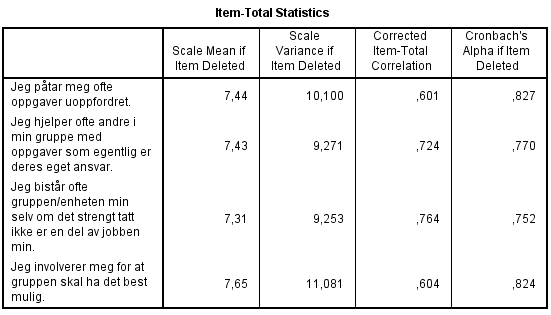 Item-Total Statistics
Scale Mean if
Item Deleted
Scale
Variance if
Item Deleted
Corrected
Item-Total
Correlation
Cronbach's
Alpha if Item
Deleted
Jeg påtar meg ofte
oppgaver uoppfordret.
7,44 10,100 ,601 ,827
Jeg hjelper ofte andre i
min gruppe med
oppgaver som egentlig er
deres eget ansvar.
7,43 9,271 ,724 ,770
Jeg bistår ofte
gruppen/enheten min
selv om det strengt tatt
ikke er en del av jobben
min.
7,31 9,253 ,764 ,752
Jeg involverer meg for at
gruppen skal ha det best
mulig.
7,65 11,081 ,604 ,824